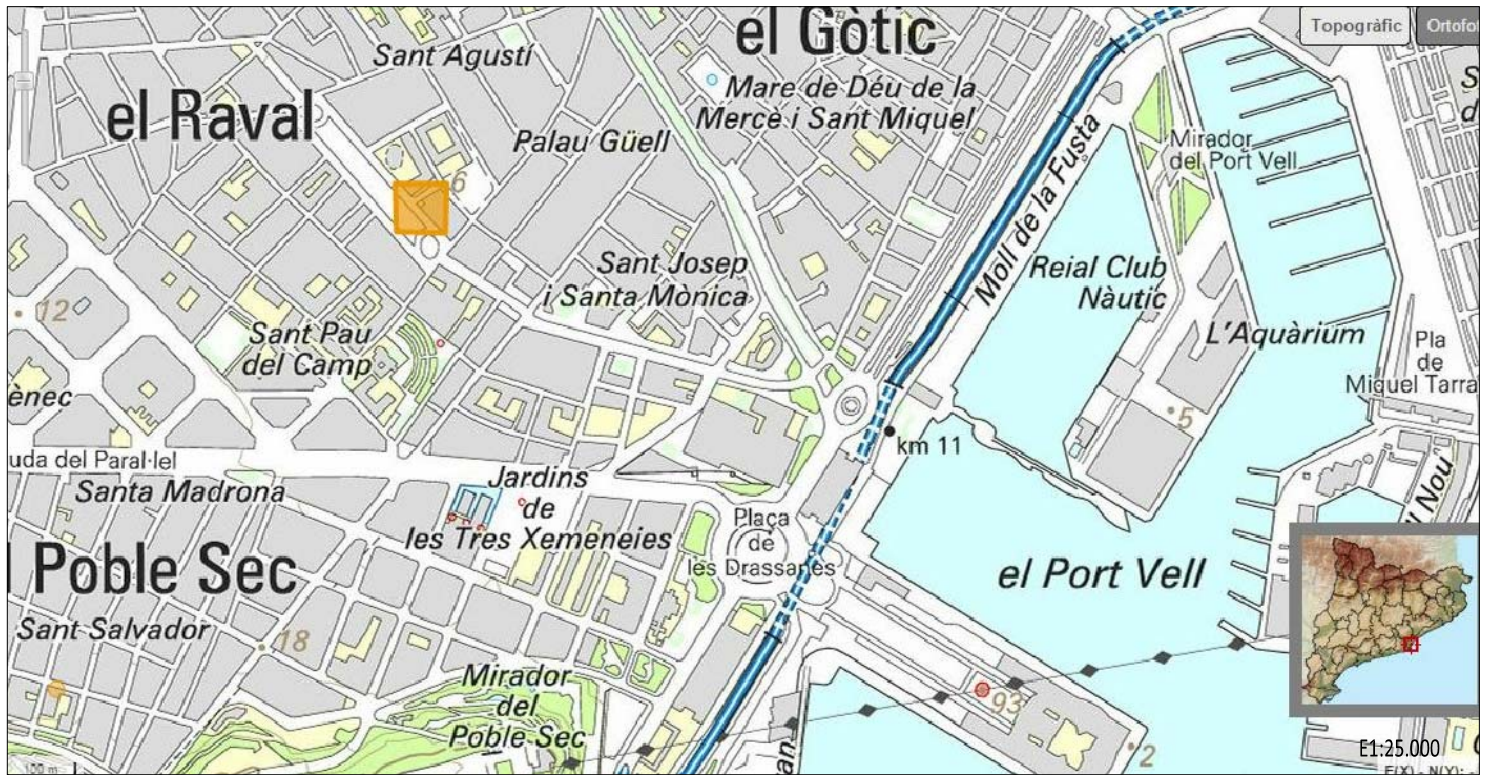 Topogràfic
Ortofot
el Gòtic
Sant Agustí
Mare de Déu de la
Mercè i Sant Miquel
el Raval
Palau Güell
Mirador
del Port Vell
6
Moll de la Fusta
Sant Josep
i Santa Mònica
Reial Club
Nàutic
12
Sant Pau
del Camp
L'Aquàrium
Pla
de
Miquel Tarra
ènec
5
km 11
uda del Paral·lel
Santa Madrona
Jardins
de
les Tres Xemeneies
Plaça
de
les Drassanes
ll Nou
el Port Vell
Poble Sec
Sant Salvador
18
Mirador
del
Poble Sec
93
2
E1:25.000
100 m
E(X) - N(Y):